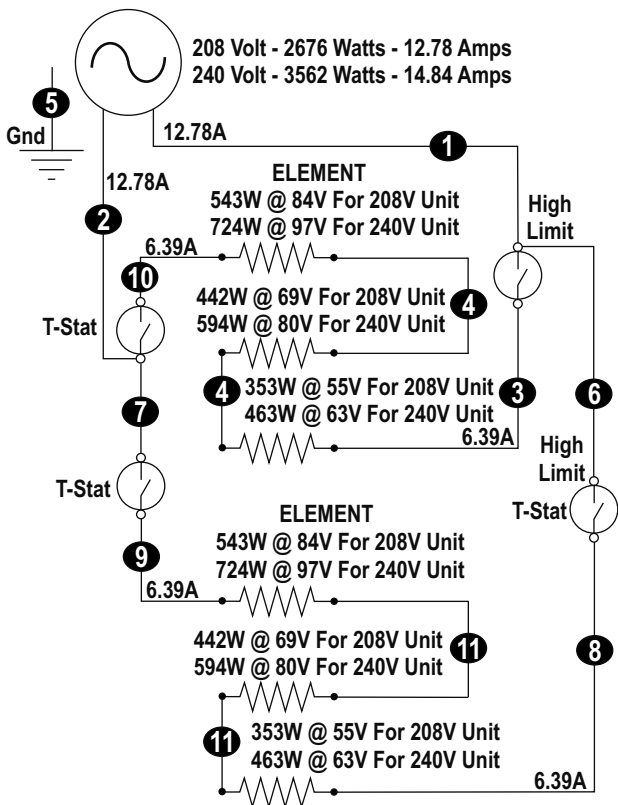 208 Volt - 2676 Watts - 12.78 Amps
240 Volt - 3562 Watts - 14.84 Amps
5
Gnd
12.78A
1
12.78A
2
ELEMENT
543W @ 84V For 208V Unit
724W @ 97V For 240V Unit
High
Limit
6.39A
10
T-Stat
442W @ 69V For 208V Unit
594W @ 80V For 240V Unit
4
4
353W @ 55V For 208V Unit
463W @ 63V For 240V Unit
3
6
6.39A
7
High
Limit
T-Stat
T-Stat
ELEMENT
543W @ 84V For 208V Unit
724W @ 97V For 240V Unit
9
6.39A
442W @ 69V For 208V Unit
594W @ 80V For 240V Unit
11
8
11
353W @ 55V For 208V Unit
463W @ 63V For 240V Unit
6.39A